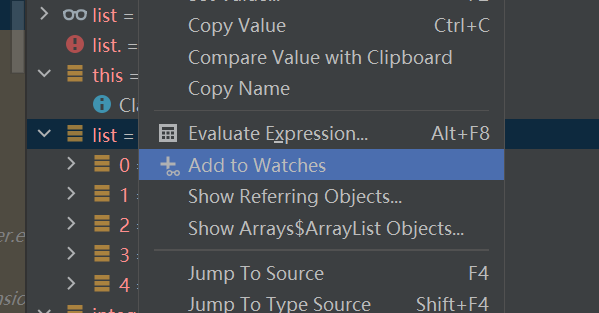 list =
Copy Value Ctrl+C
list. =
Compare Value with Clipboard
this =
Copy Name
list =
Evaluate Expression... Alt+F8
0
Add to Watches
1
Show Referring Objects...
2
Show Arrays$ArrayList Objects...
3
4
Jump To Source F4
Jump To Type Source Shift+F4